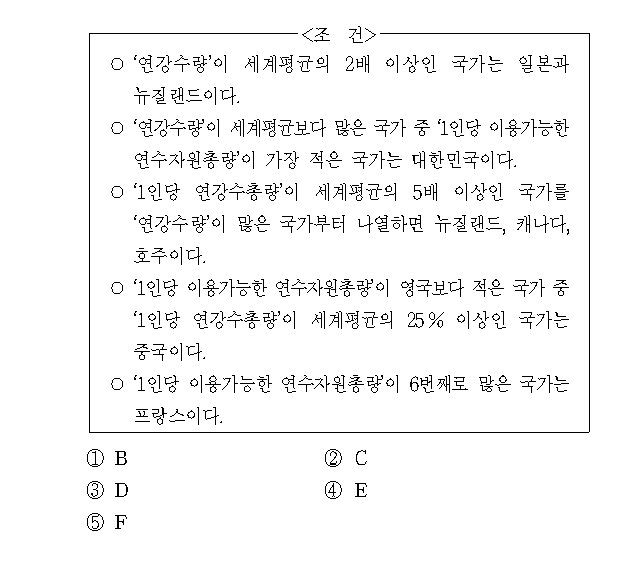 <조 건>
○ ‘연강수량’이 세계평균의 2배 이상인 국가는 일본과
뉴질랜드이다.
○ ‘연강수량’이 세계평균보다 많은 국가 중 ‘1인당 이용가능한
연수자원총량’이 가장 적은 국가는 대한민국이다.
○ ‘1인당 연강수총량’이 세계평균의 5배 이상인 국가를
‘연강수량’이 많은 국가부터 나열하면 뉴질랜드, 캐나다,
호주이다.
○ ‘1인당 이용가능한 연수자원총량’이 영국보다 적은 국가 중
‘1인당 연강수총량’이 세계평균의 25% 이상인 국가는
중국이다.
○ ‘1인당 이용가능한 연수자원총량’이 6번째로 많은 국가는
프랑스이다.
① B ② C
③ D ④ E
⑤ F